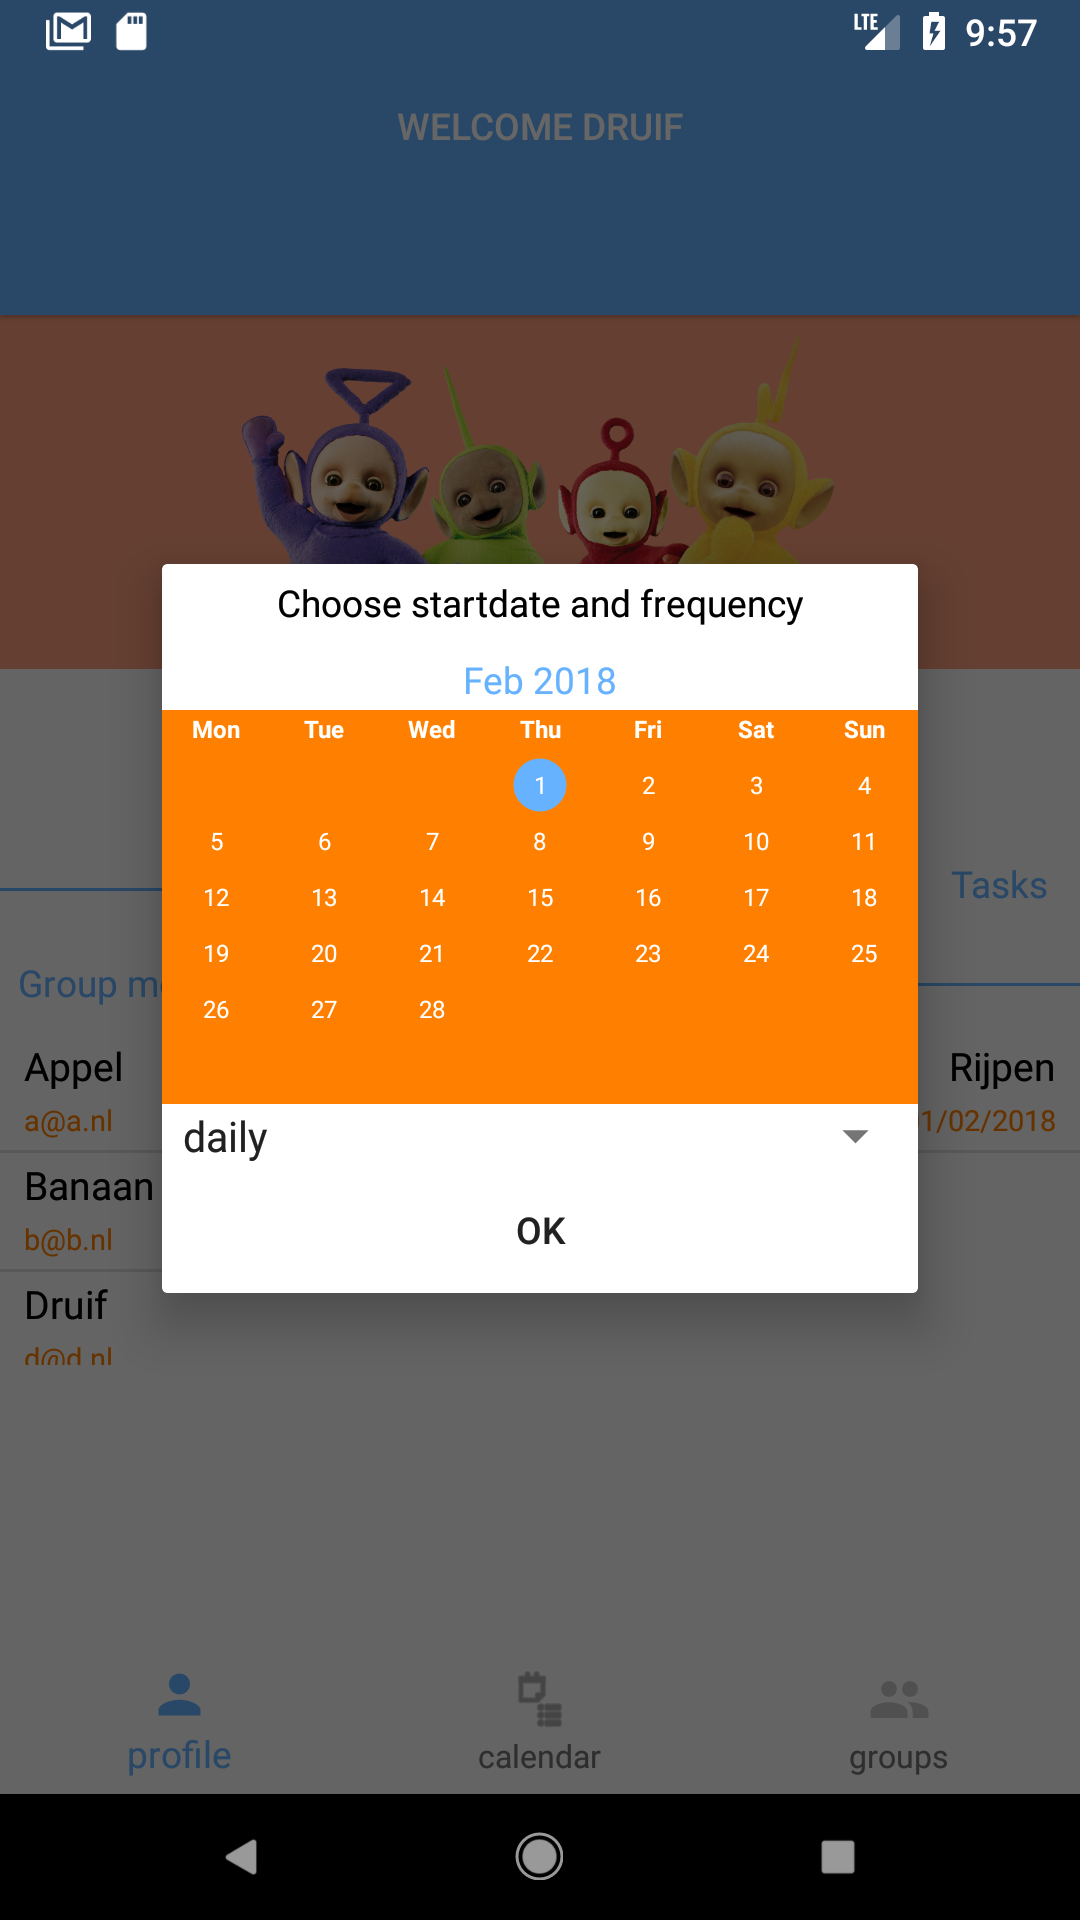 LTE 9:57
WELCOME DRUIF
Choose startdate and frequency
Feb 2018
Mon Tue Wed Thu Fri Sat Sun
1 2 3 4
5 6 7 8 9 10 11
12 13 14 15 16 17 18
19 20 21 22 23 24 25
26 27 28
daily
OK
Tasks
Group
Appel
a@a.nl
Rijpen
1/02/2018
Banaan
b@b.nl
Druif
d@d.nl
profile calendar groups